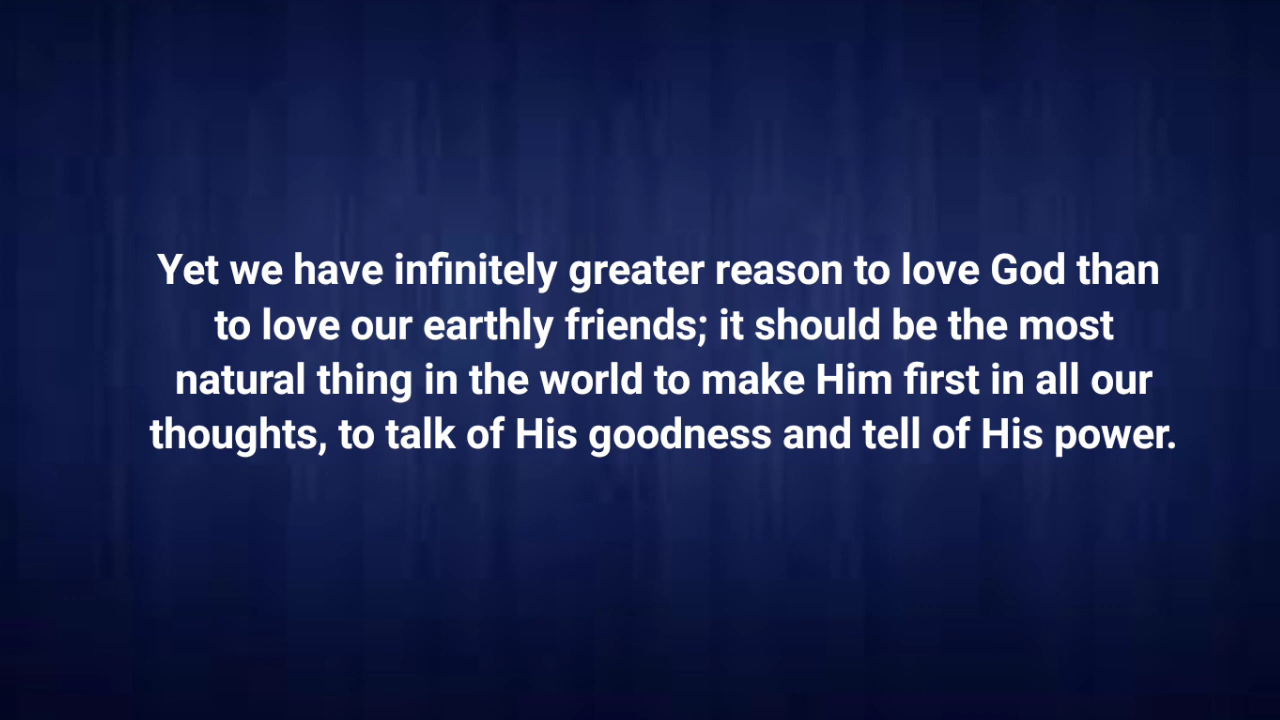 Yet we have infinitely greater reason to love God than
to love our earthly friends; it should be the most
natural thing in the world to make Him first in all our
thoughts, to talk of His goodness and tell of His power.